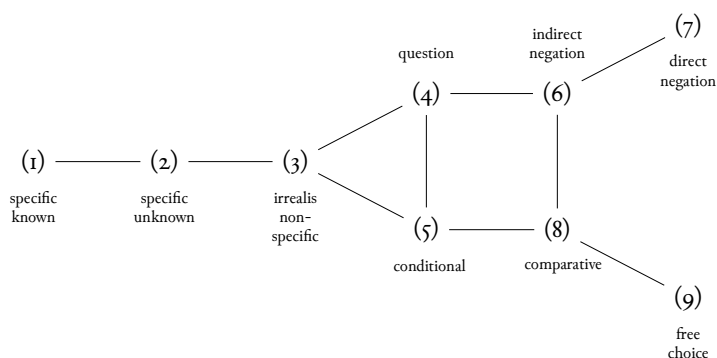 (1)
specific
known
(2)
specific
unknown
(3)
irrealis
non-
specific
question
(4)
(5)
conditional
indirect
negation
(6)
(8)
comparative
(7)
direct
negation
(9)
free
choice